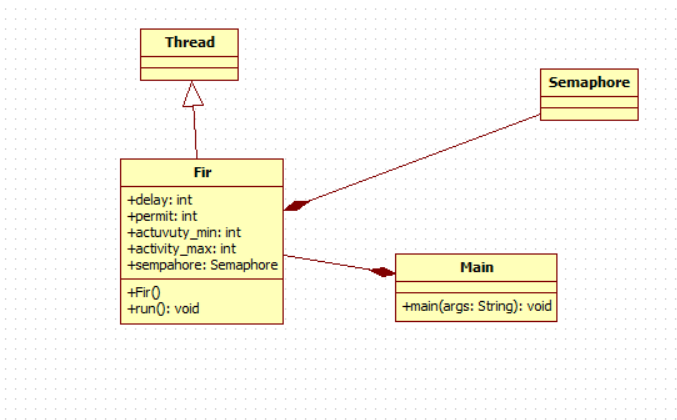 Thread
Semaphore
Fir
+delay: int
+permit: int
+actuvuty_min: int
+activity_max: int
+sempahore: Semaphore
+Fir()
+run(): void
Main
+main(args: String): void